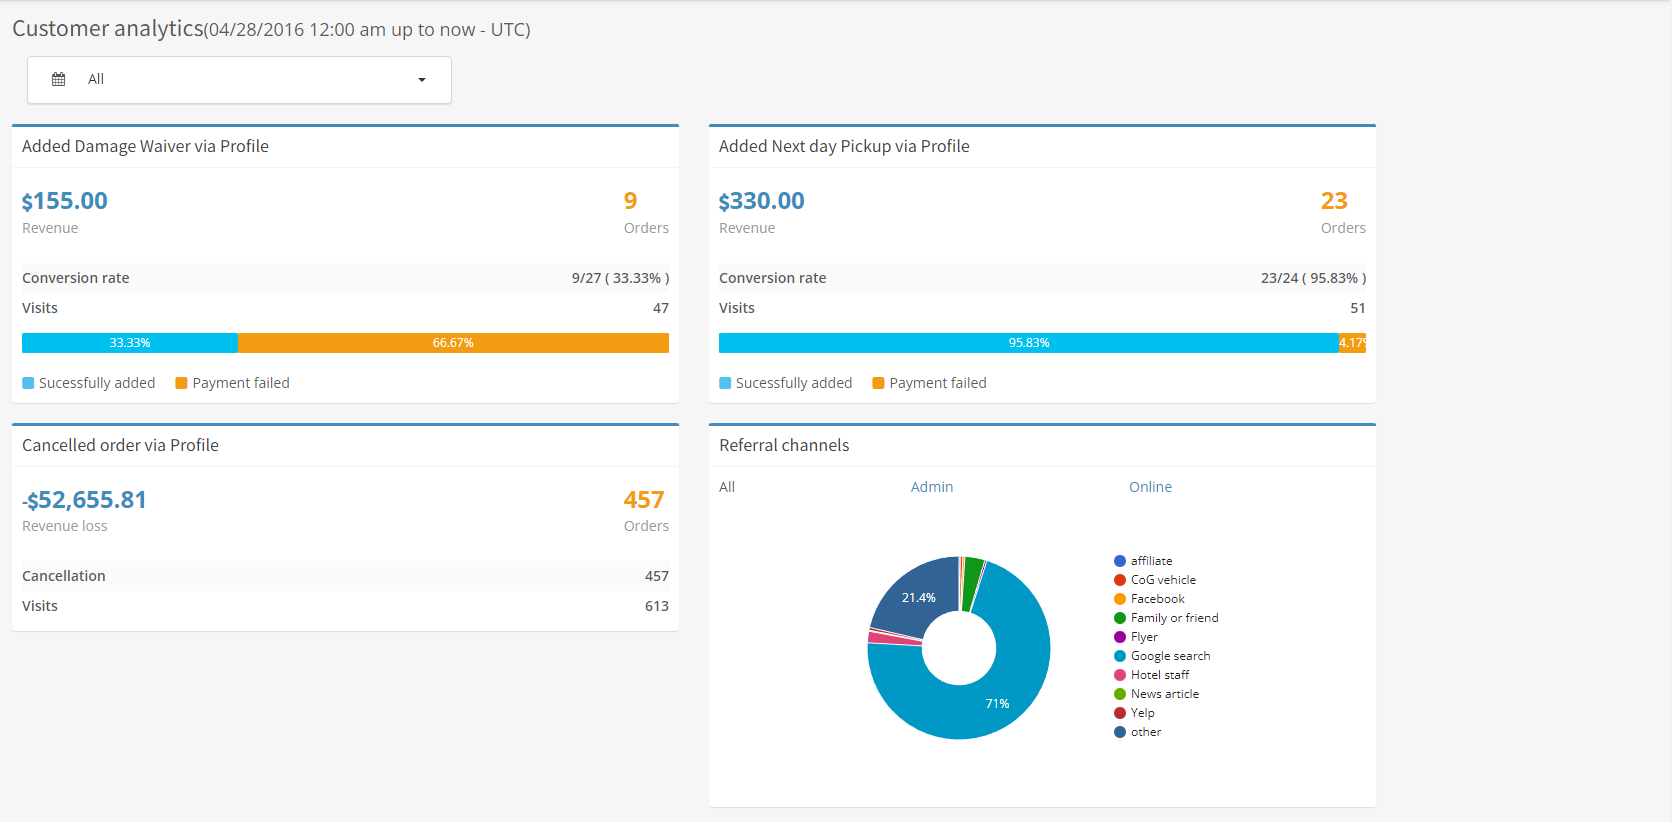 Customer analytics(04/28/2016 12:00 am up to now - UTC)
All
Added Damage Waiver via Profile
$155.00
9
Revenue
Orders
Conversion rate
9/27 ( 33.33% )
Visits
47
33.33%
66.67%
Sucessfully added
Payment failed
Added Next day Pickup via Profile
$330.00
23
Revenue
Orders
Conversion rate
23/24 ( 95.83% )
Visits
51
95.83%
4.17%
Sucessfully added
Payment failed
Cancelled order via Profile
-$52,655.81
457
Revenue loss
Orders
Cancellation
457
Visits
613
Referral channels
All
Admin
Online
21.4%
71%
affiliate
CoG vehicle
Facebook
Family or friend
Flyer
Google search
Hotel staff
News article
Yelp
other